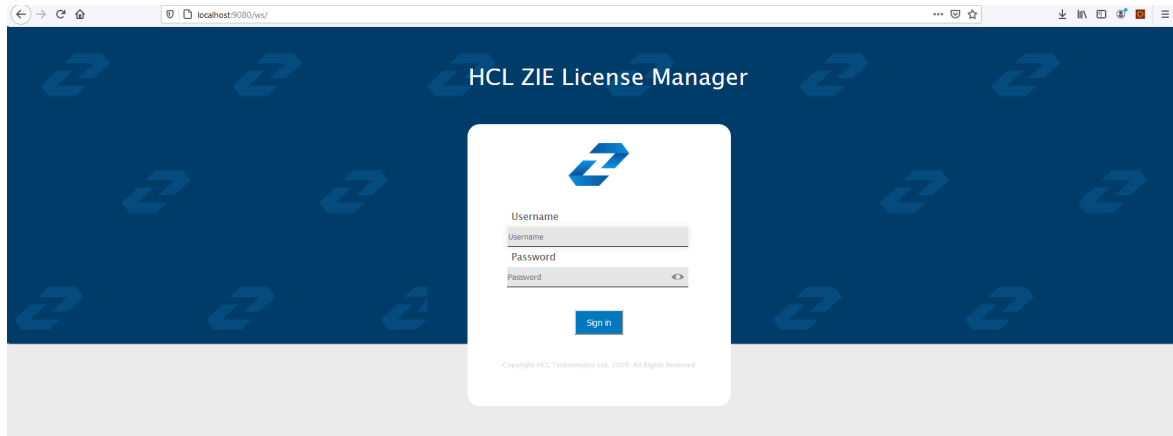 localhost:9080/ws/
HCL ZIE License Manager
Username
Username
Password
Password
Sign in
Copyright HCL Technologies Ltd. 2020. All Rights Reserved